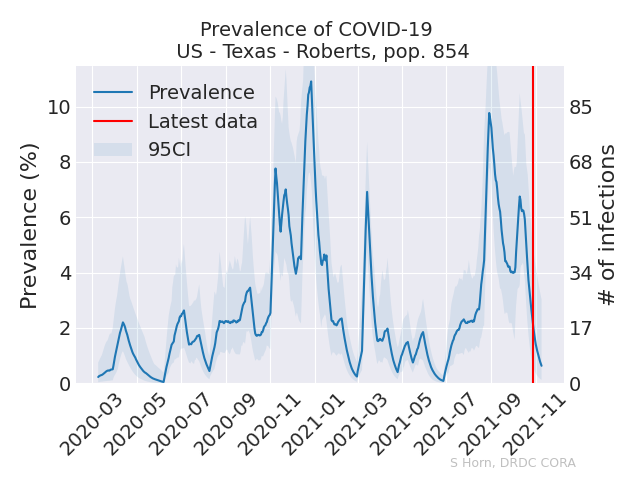 Prevalence of COVID-19
US - Texas - Roberts, pop. 854
Prevalence
Latest data
95CI
Prevalence (%)
10
8
6
4
2
0
# of infections
85
68
51
34
17
0
2020-03
2020-05
2020-07
2020-09
2020-11
2021-01
2021-03
2021-05
2021-07
2021-09
2021-11
S Horn, DRDC CORA